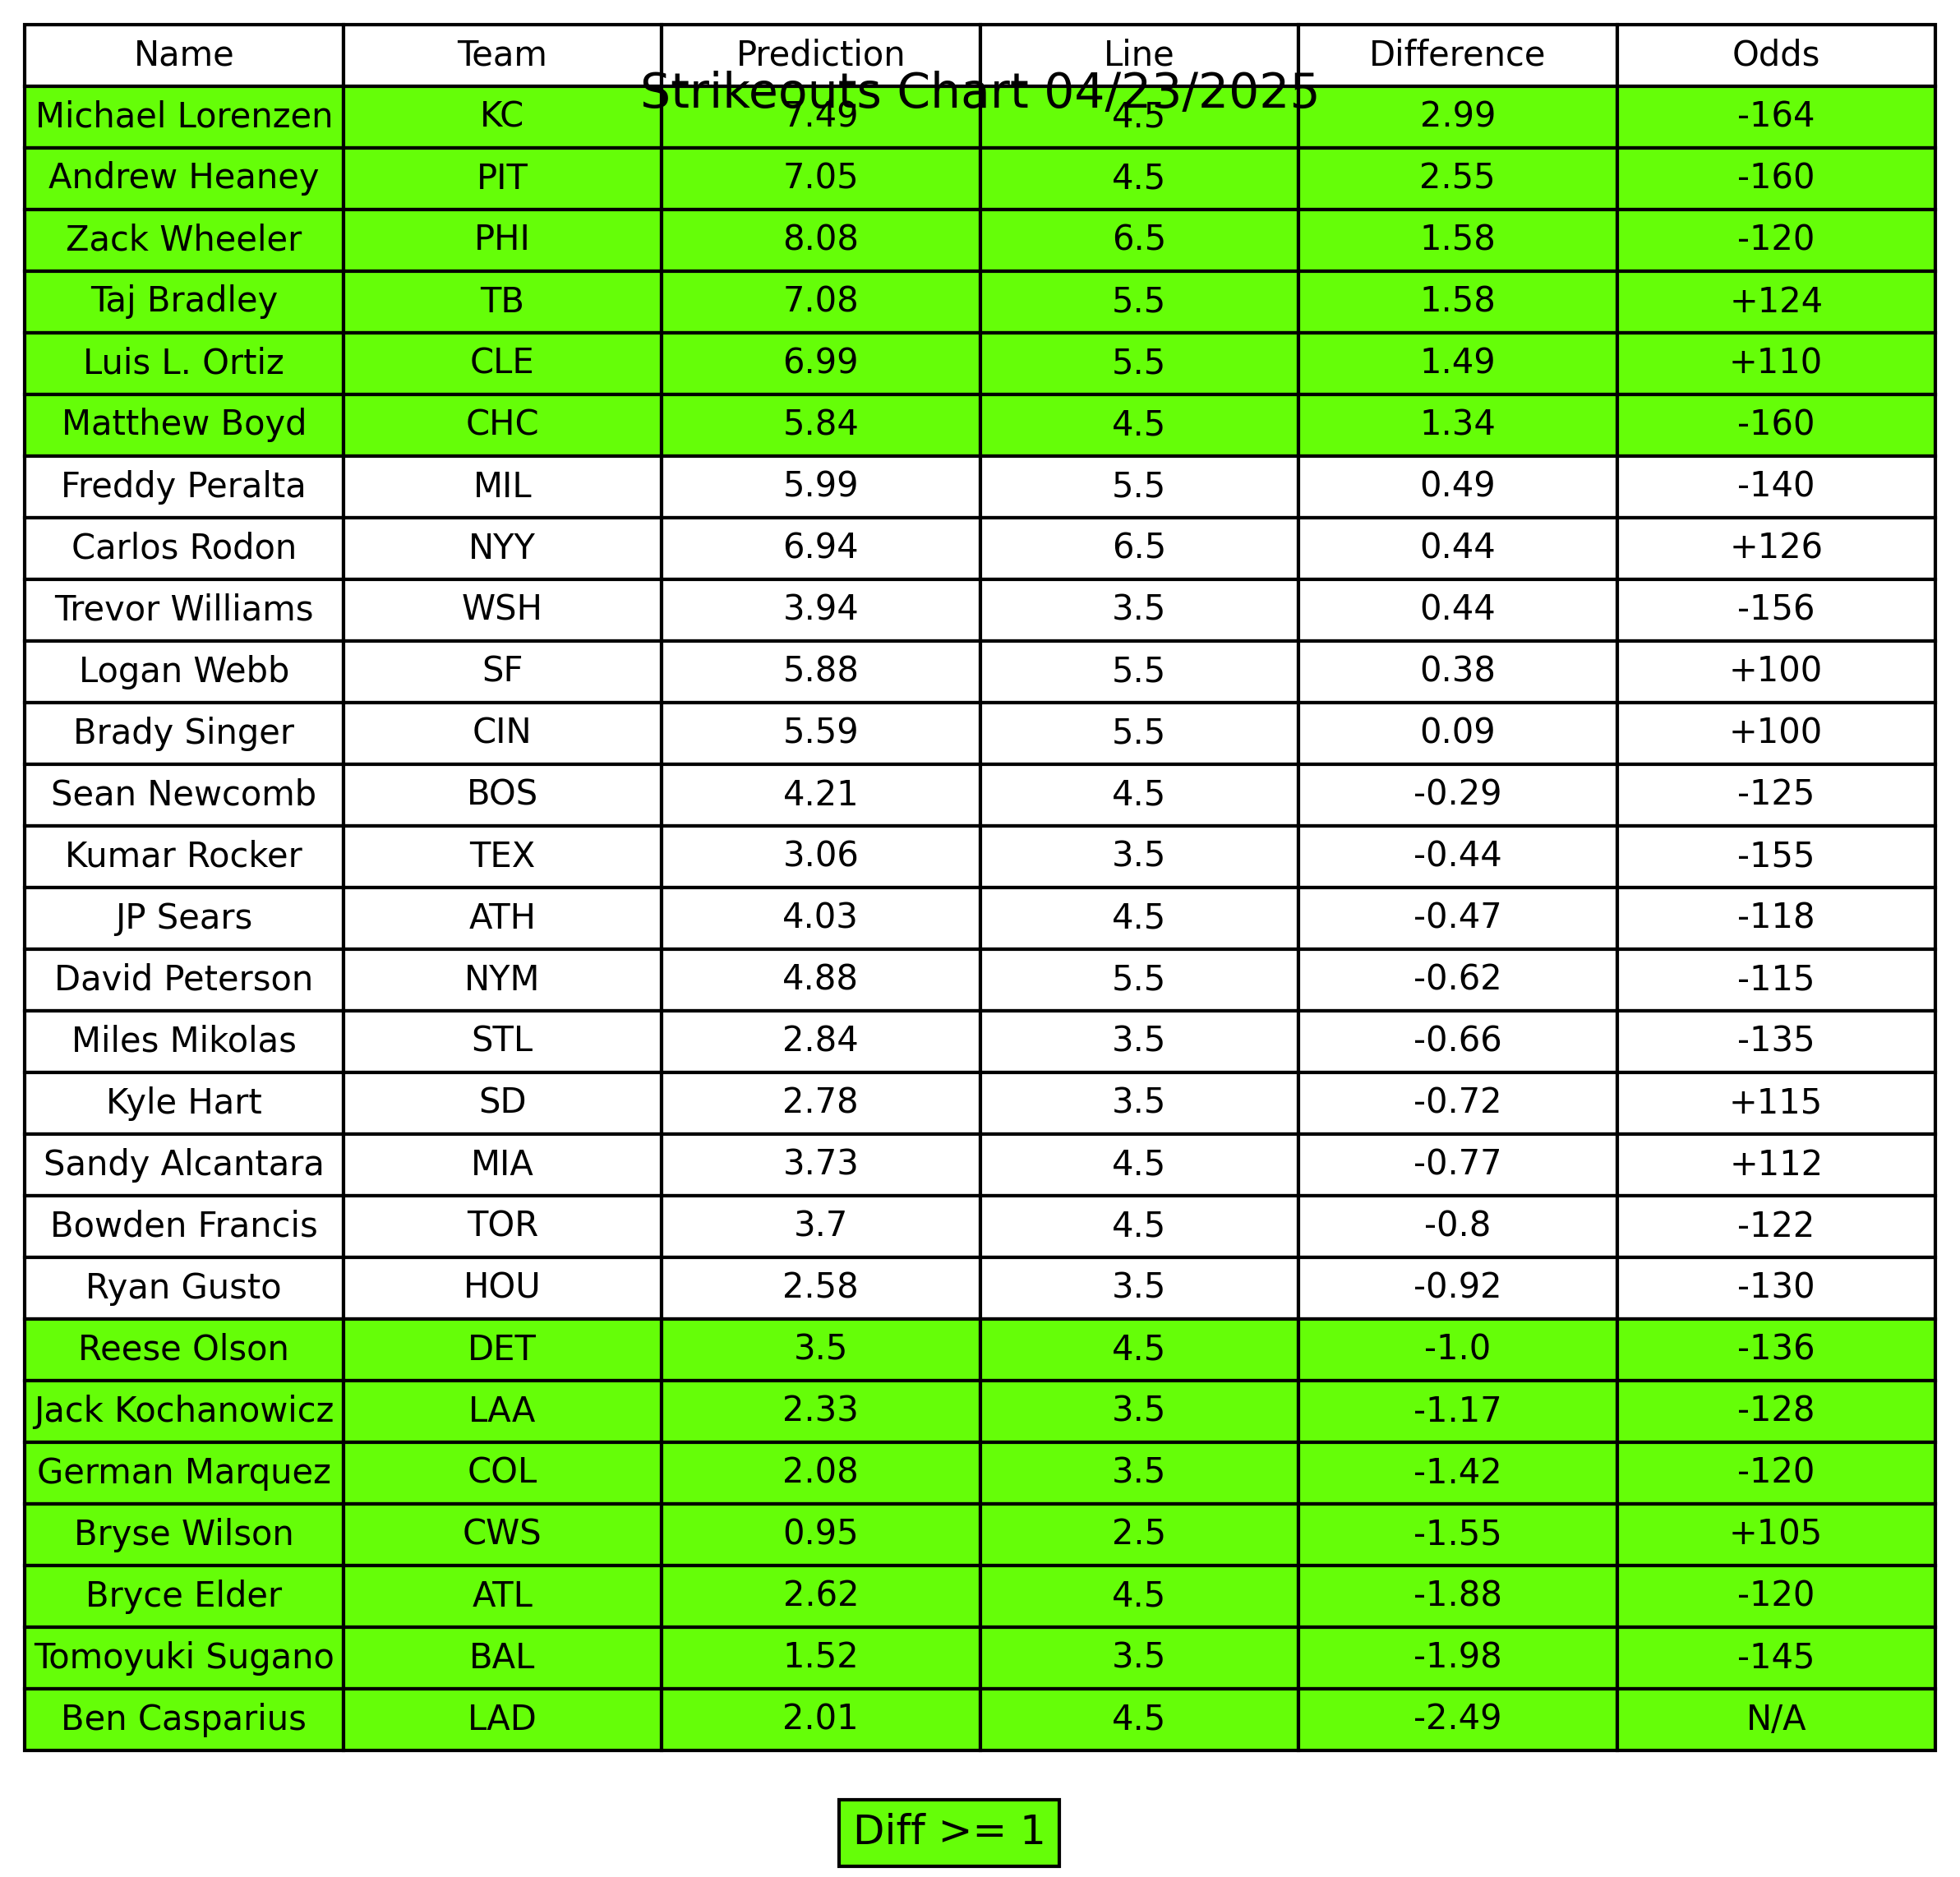 Name Team Prediction Line Difference Odds
Strikeouts Chart 04/23/2025
Michael Lorenzen KC 7.49 4.5 2.99 -164
Andrew Heaney PIT 7.05 4.5 2.55 -160
Zack Wheeler PHI 8.08 6.5 1.58 -120
Taj Bradley TB 7.08 5.5 1.58 +124
Luis L. Ortiz CLE 6.99 5.5 1.49 +110
Matthew Boyd CHC 5.84 4.5 1.34 -160
Freddy Peralta MIL 5.99 5.5 0.49 -140
Carlos Rodon NYY 6.94 6.5 0.44 +126
Trevor Williams WSH 3.94 3.5 0.44 -156
Logan Webb SF 5.88 5.5 0.38 +100
Brady Singer CIN 5.59 5.5 0.09 +100
Sean Newcomb BOS 4.21 4.5 -0.29 -125
Kumar Rocker TEX 3.06 3.5 -0.44 -155
JP Sears ATH 4.03 4.5 -0.47 -118
David Peterson NYM 4.88 5.5 -0.62 -115
Miles Mikolas STL 2.84 3.5 -0.66 -135
Kyle Hart SD 2.78 3.5 -0.72 +115
Sandy Alcantara MIA 3.73 4.5 -0.77 +112
Bowden Francis TOR 3.7 4.5 -0.8 -122
Ryan Gusto HOU 2.58 3.5 -0.92 -130
Reese Olson DET 3.5 4.5 -1.0 -136
Jack Kochanowicz LAA 2.33 3.5 -1.17 -128
German Marquez COL 2.08 3.5 -1.42 -120
Bryse Wilson CWS 0.95 2.5 -1.55 +105
Bryce Elder ATL 2.62 4.5 -1.88 -120
Tomoyuki Sugano BAL 1.52 3.5 -1.98 -145
Ben Casparius LAD 2.01 4.5 -2.49 N/A
Diff >= 1